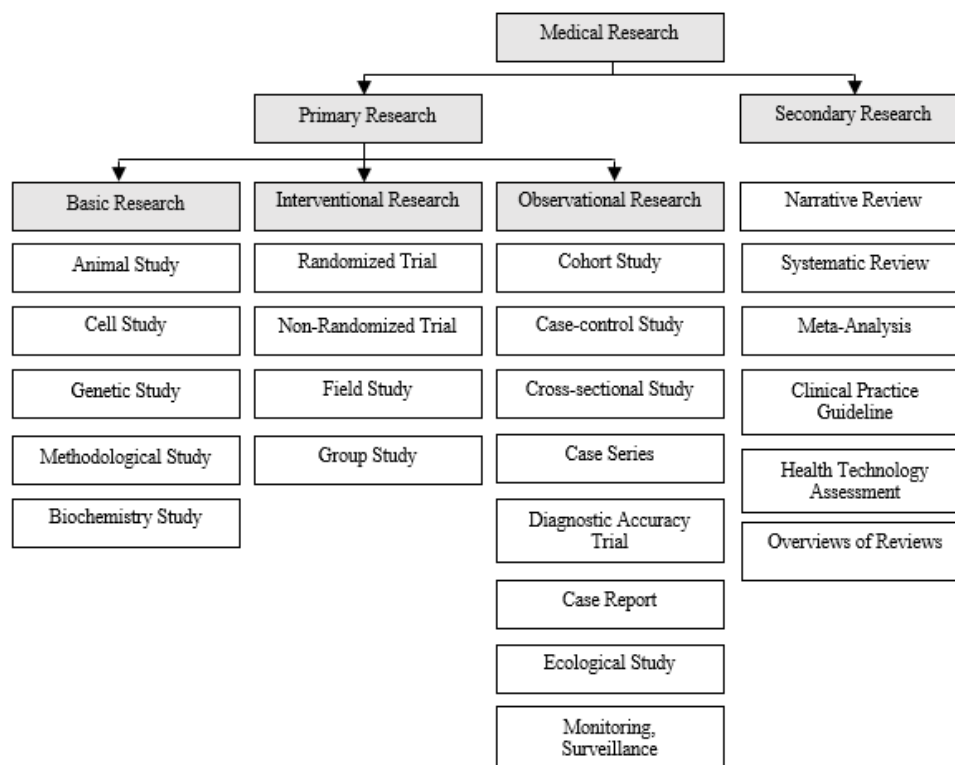 Medical Research
Primary Research
Secondary Research
Basic Research
Interventional Research
Observational Research
Narrative Review
Animal Study
Randomized Trial
Cohort Study
Systematic Review
Cell Study
Non-Randomized Trial
Case-control Study
Meta-Analysis
Genetic Study
Field Study
Cross-sectional Study
Clinical Practice
Guideline
Methodological Study
Group Study
Case Series
Health Technology
Assessment
Biochemistry Study
Diagnostic Accuracy
Trial
Overviews of Reviews
Case Report
Ecological Study
Monitoring,
Surveillance